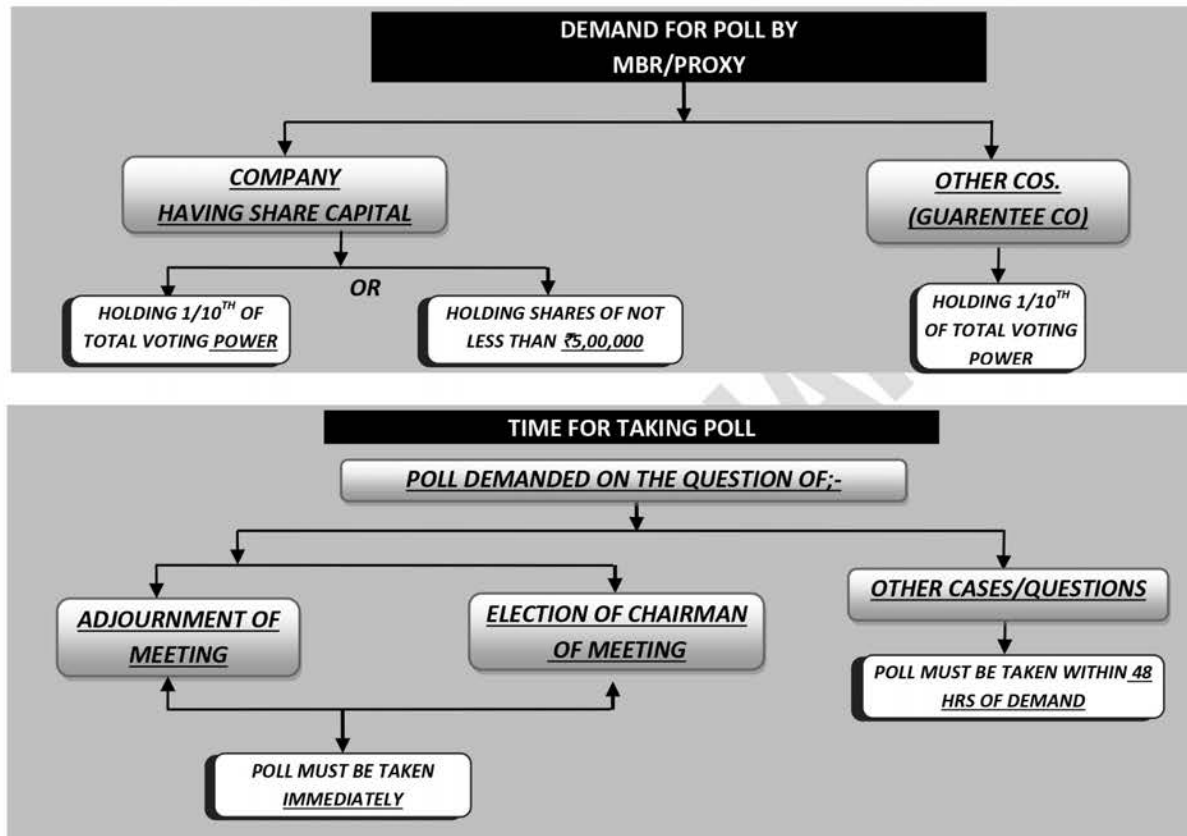 DEMAND FOR POLL BY
MBR/PROXY
COMPANY
HAVING SHARE CAPITAL
OTHER COS.
(GUARENTEE CO)
OR
HOLDING 1/10TH OF
TOTAL VOTING POWER
HOLDING SHARES OF NOT
LESS THAN ₹5,00,000
HOLDING 1/10TH
OF TOTAL VOTING
POWER
TIME FOR TAKING POLL
POLL DEMANDED ON THE QUESTION OF;-
ADJOURNMENT OF
MEETING
ELECTION OF CHAIRMAN
OF MEETING
OTHER CASES/QUESTIONS
POLL MUST BE TAKEN WITHIN 48
HRS OF DEMAND
POLL MUST BE TAKEN
IMMEDIATELY